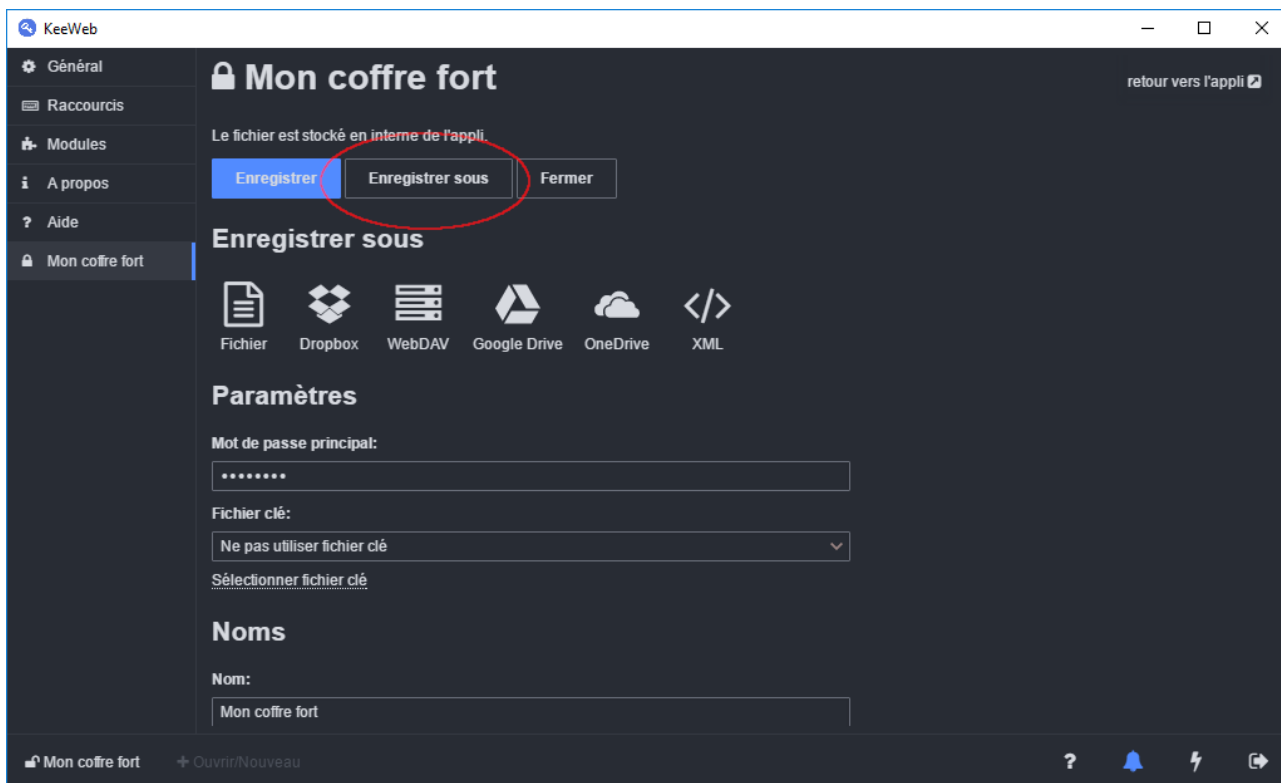 KeeWeb
Général
Raccourcis
Modules
A propos
Aide
Mon coffre fort
Mon coffre fort
retour vers l'appli
Le fichier est stocké en interne de l'appli.
Enregistrer Enregistrer sous Fermer
Enregistrer sous
Fichier Dropbox WebDAV Google Drive OneDrive XML
Paramètres
Mot de passe principal:
••••••••
Fichier clé:
Ne pas utiliser fichier clé
Sélectionner fichier clé
Noms
Nom:
Mon coffre fort
Mon coffre fort + Ouvrir/Nouveau ?